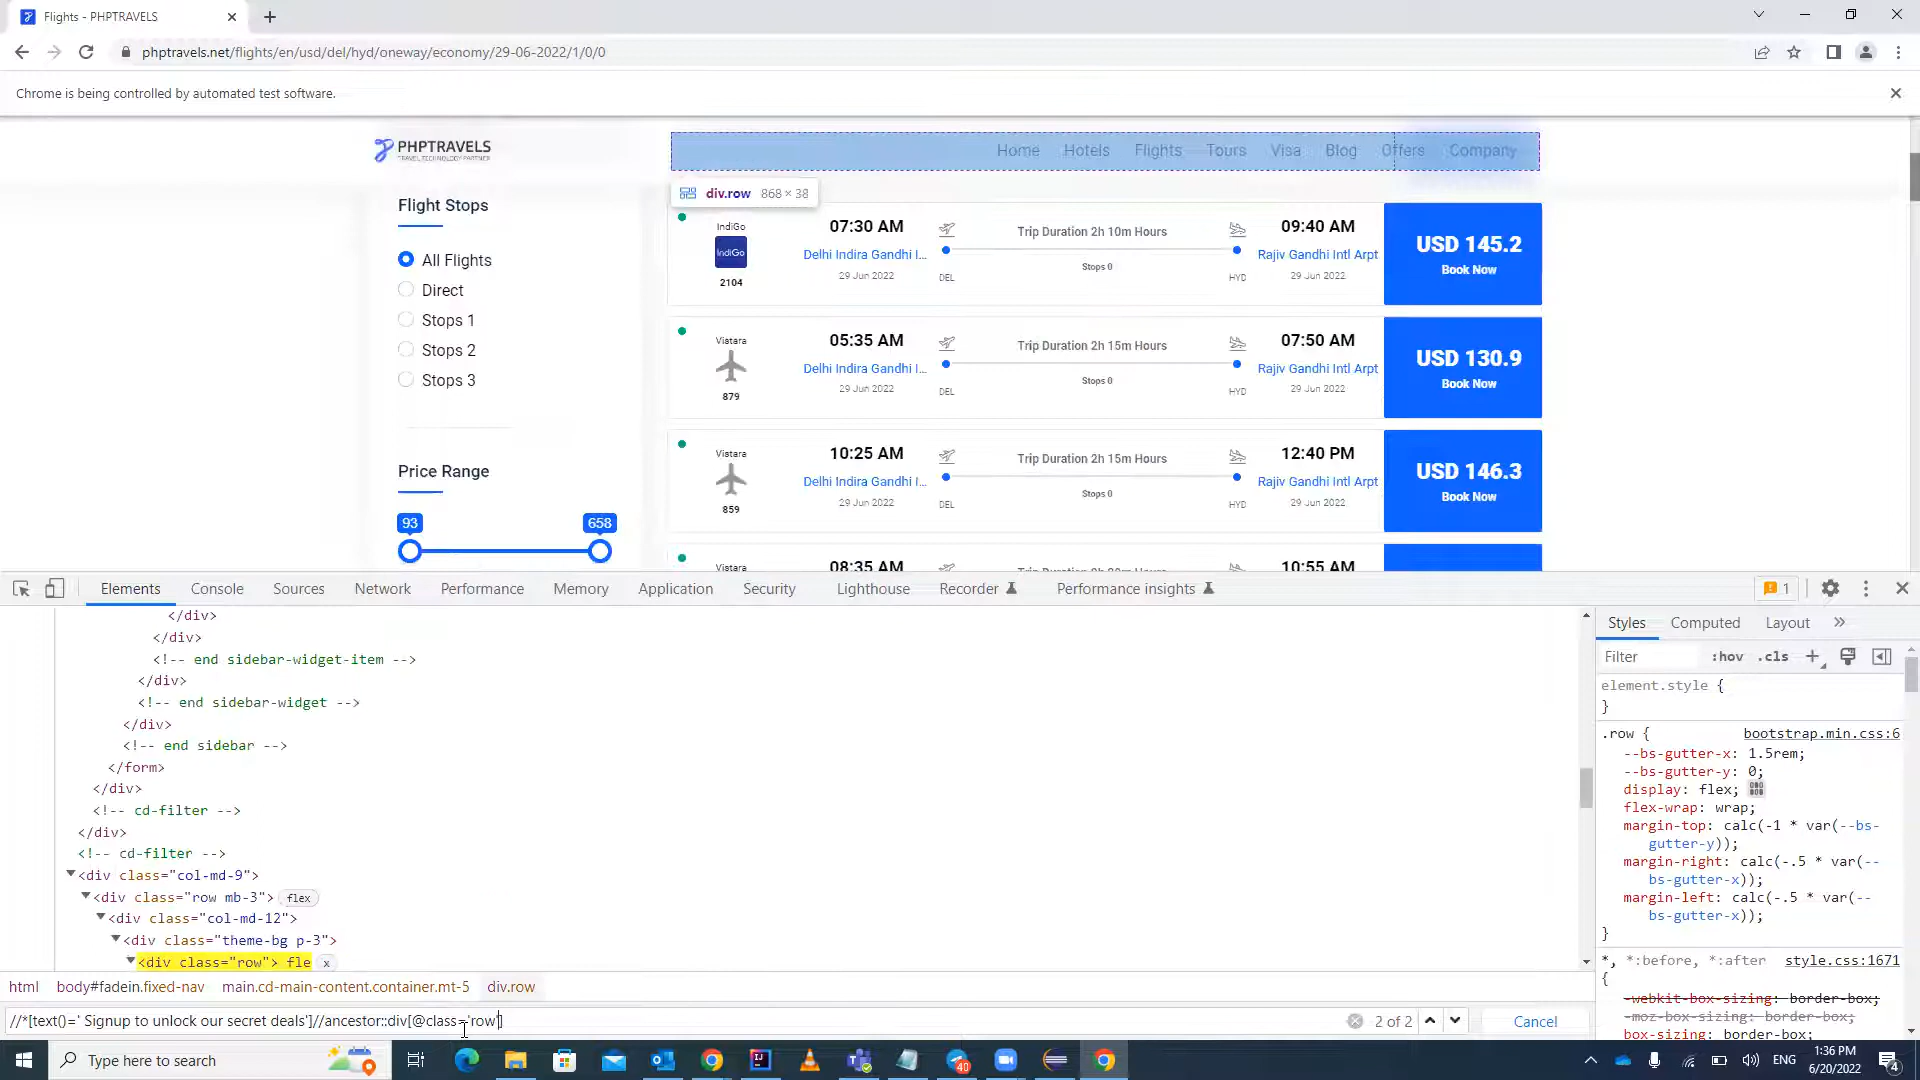 Flights - PHPTRAVELS
phptravels.net/flights/en/usd/del/hyd/oneway/economy/29-06-2022/1/0/0
Chrome is being controlled by automated test software.
PHPTRAVELS
TRAVEL TECHNOLOGY PARTNER
Home Hotels Flights Tours Visa Blog Offers Company
div.row 868 × 38
Flight Stops
All Flights
Direct
Stops 1
Stops 2
Stops 3
Price Range
93 658
IndiGo
IndiGo
2104
07:30 AM
Delhi Indira Gandhi I...
29 Jun 2022
DEL
Trip Duration 2h 10m Hours
Stops 0
HYD
09:40 AM
Rajiv Gandhi Intl Arpt
29 Jun 2022
USD 145.2
Book Now
Vistara
879
05:35 AM
Delhi Indira Gandhi I...
29 Jun 2022
DEL
Trip Duration 2h 15m Hours
Stops 0
HYD
07:50 AM
Rajiv Gandhi Intl Arpt
29 Jun 2022
USD 130.9
Book Now
Vistara
859
10:25 AM
Delhi Indira Gandhi I...
29 Jun 2022
DEL
Trip Duration 2h 15m Hours
Stops 0
HYD
12:40 PM
Rajiv Gandhi Intl Arpt
29 Jun 2022
USD 146.3
Book Now
Vistara
08:35 AM
10:55 AM
Elements Console Sources Network Performance Memory Application Security Lighthouse Recorder Performance insights 1
</div>
</div>
<!-- end sidebar-widget-item -->
</div>
<!-- end sidebar-widget -->
</div>
<!-- end sidebar -->
</form>
</div>
<!-- cd-filter -->
</div>
<!-- cd-filter -->
<div class="col-md-9">
<div class="row mb-3"> flex
<div class="col-md-12">
<div class="theme-bg p-3">
<div class="row"> fle x
html body#fadein.fixed-nav main.cd-main-content.container.mt-5 div.row
//*[text()=' Signup to unlock our secret deals']//ancestor::div[@class='row'] 2 of 2 Cancel
Styles Computed Layout »
Filter :hov .cls +
element.style {
}
.row { bootstrap.min.css:6
--bs-gutter-x: 1.5rem;
--bs-gutter-y: 0;
display: flex;
flex-wrap: wrap;
margin-top: calc(-1 * var(--bs-
gutter-y));
margin-right: calc(-.5 * var(--
bs-gutter-x));
margin-left: calc(-.5 * var(--
bs-gutter-x));
}
*, *:before, *:after style.css:1671
{
-webkit-box-sizing: border-box;
-moz-box-sizing: border-box;
box-sizing: border-box;
Type here to search
40
ENG
1:36 PM
6/20/2022
4